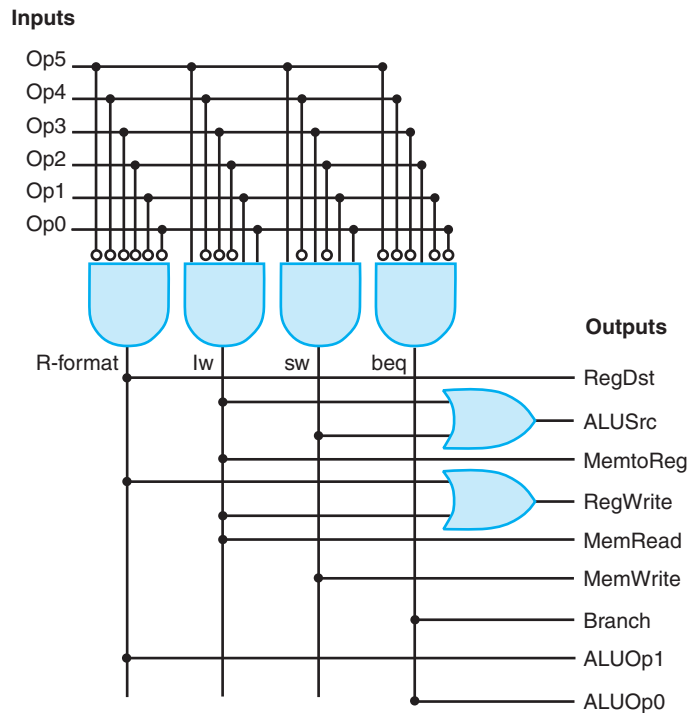 Inputs
Op5
Op4
Op3
Op2
Op1
Op0
R-format
lw
sw
beq
Outputs
RegDst
ALUSrc
MemtoReg
RegWrite
MemRead
MemWrite
Branch
ALUOp1
ALUOp0